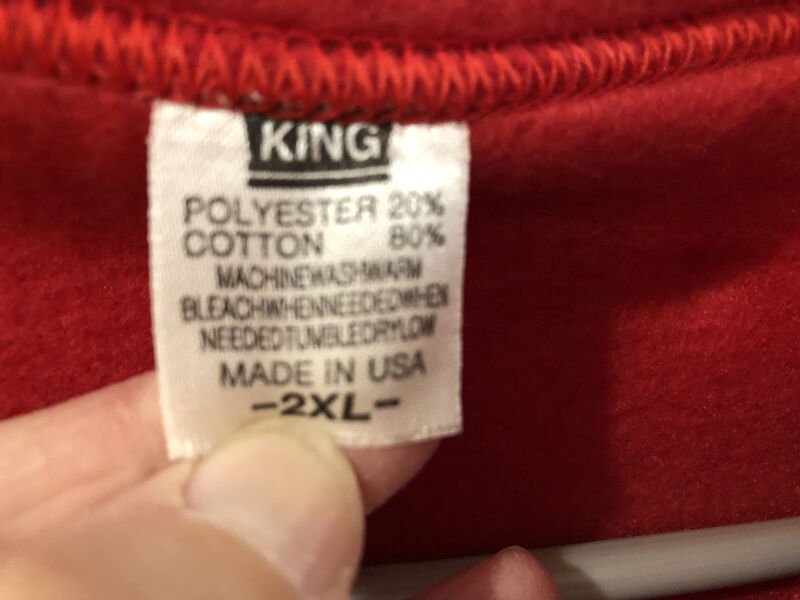 KING
POLYESTER 20%
COTTON 80%
MACHINEWASHWARM
BLEACHWHENNEEDEDWHEN
NEEDEDTUMBLEDRYLOW
MADE IN USA
-2XL-